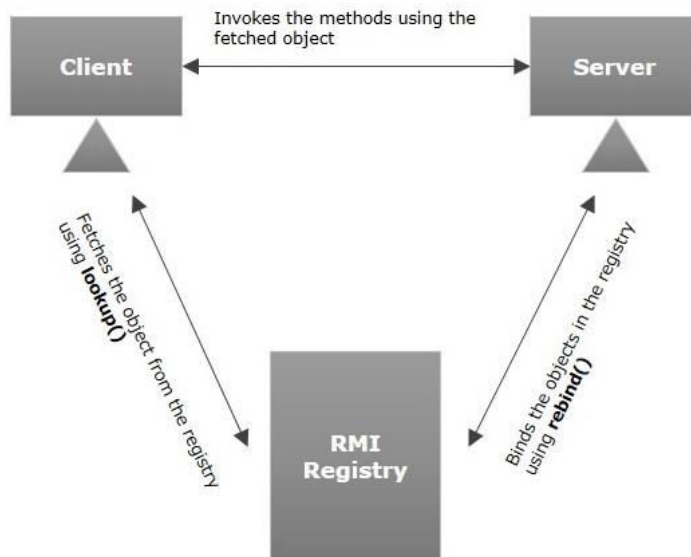 Invokes the methods using the
fetched object
Client
Server
Fetches the object from the registry
using lookup()
Binds the objects in the registry
using rebind()
RMI
Registry